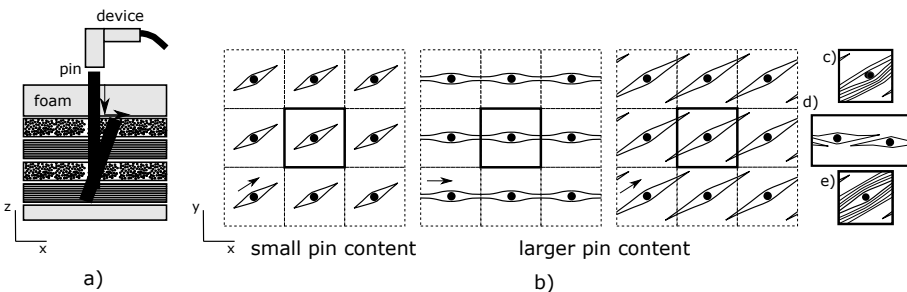 device
pin
foam
z
x
a)
y
x
small pin content
larger pin content
b)
c)
d)
e)